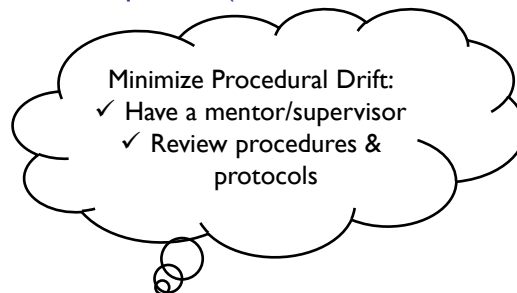 Minimize Procedural Drift:
✓ Have a mentor/supervisor
✓ Review procedures &
protocols